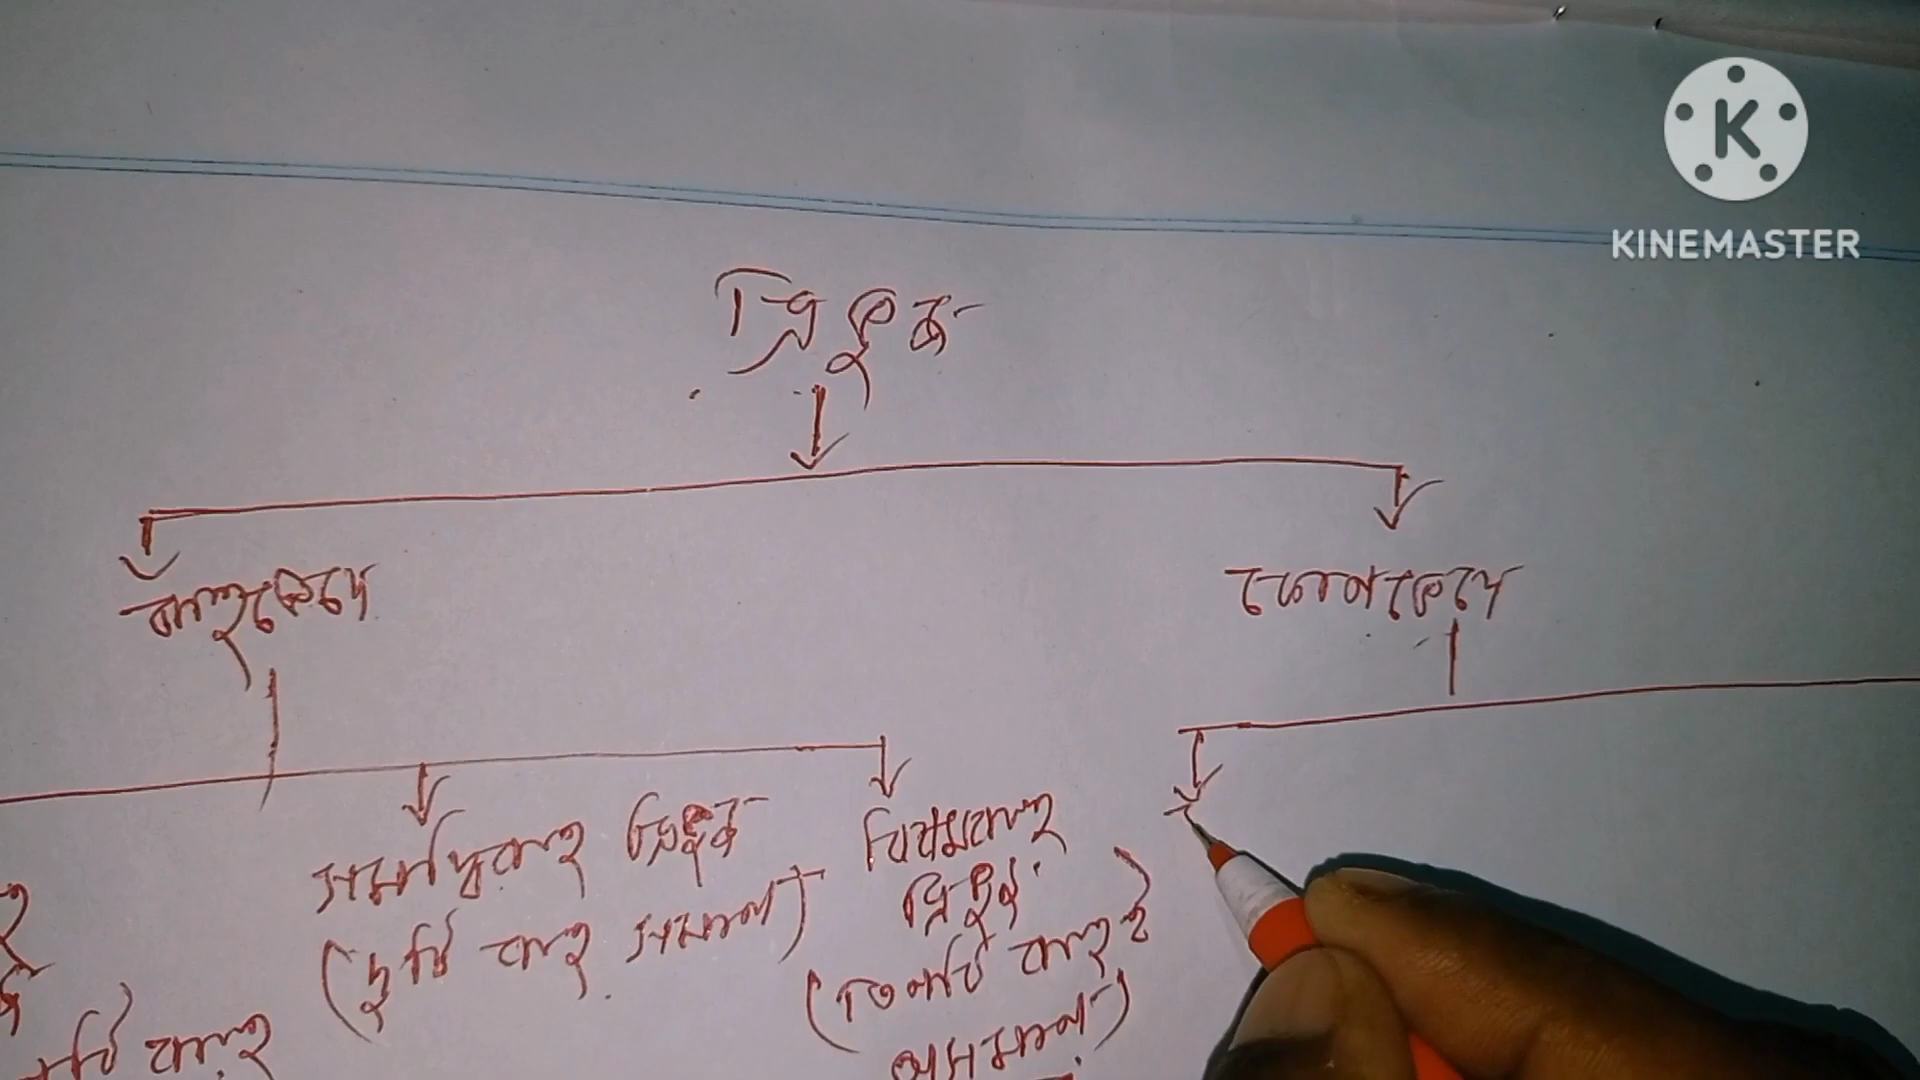 KINEMASTER
ত্রিভুজ
বাহুভেদে
কোণভেদে
সমদ্বিবাহু ত্রিভুজ
(দুটি বাহু সমান)
বিষমবাহু
ত্রিভুজ
(তিনটি বাহু
অসমান)
টি বাহু